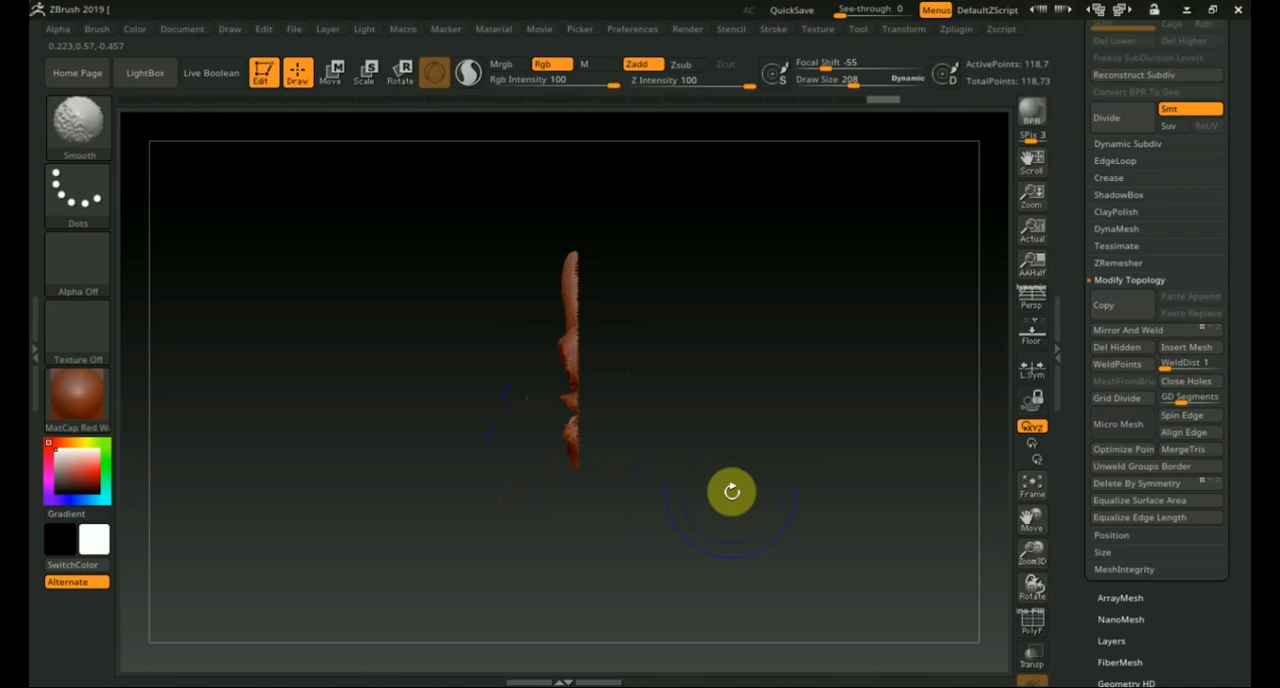 ZBrush 2019 [
AC QuickSave See-through 0 Menus DefaultZScript
Alpha Brush Color Document Draw Edit File Layer Light Macro Marker Material Movie Picker Preferences Render Stencil Stroke Texture Tool Transform Zplugin Zscript
0.223,0.57,-0.457
Home Page LightBox Live Boolean Edit Draw Move Scale Rotate
Mrgb Rgb M Zadd Zsub Zcut
Rgb Intensity 100 Z Intensity 100
Focal Shift -55
Draw Size 208 Dynamic
ActivePoints: 118,7
TotalPoints: 118,73
Smooth
Dots
Alpha Off
Texture Off
MatCap Red W
Gradient
SwitchColor
Alternate
BPR
SPix 3
Scroll
Zoom
Actual
AAHalf
Dynamic
Persp
Floor
L.Sym
XYZ
Frame
Move
Zoom3D
Rotate
PolyF
Transp
SDiv Cage Rstr
Del Lower Del Higher
Freeze SubDivision Levels
Reconstruct Subdiv
Convert BPR To Geo
Divide Smt
Suv ReUV
Dynamic Subdiv
EdgeLoop
Crease
ShadowBox
ClayPolish
DynaMesh
Tessimate
ZRemesher
Modify Topology
Copy Paste Append
Paste Replace
Mirror And Weld
Del Hidden Insert Mesh
WeldPoints WeldDist 1
MeshFromBru Close Holes
Grid Divide GD Segments
Micro Mesh Spin Edge
Align Edge
Optimize Poin MergeTris
Unweld Groups Border
Delete By Symmetry
Equalize Surface Area
Equalize Edge Length
Position
Size
MeshIntegrity
ArrayMesh
NanoMesh
Layers
FiberMesh
Geometry HD